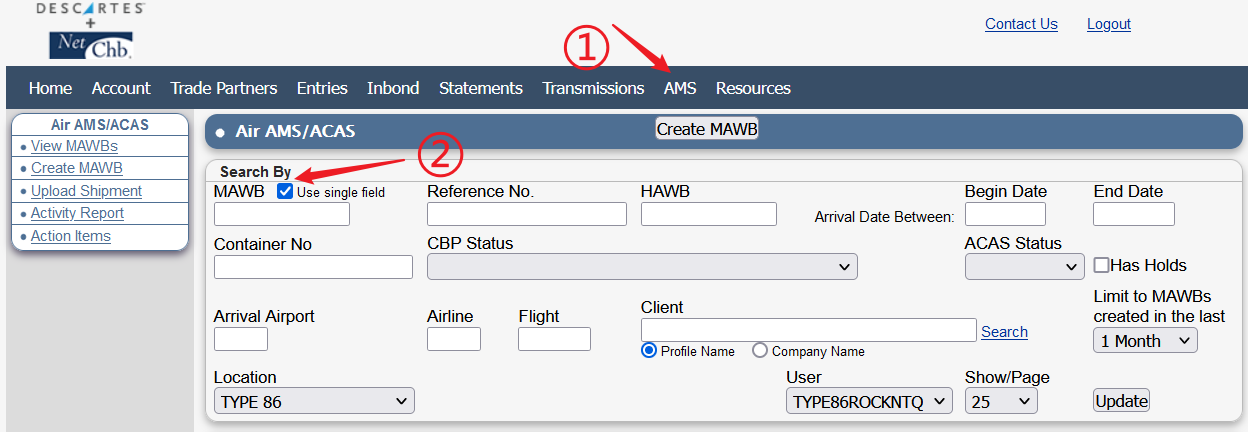 DESCARTES
+
Net Chb.
Contact Us Logout
①
Home Account Trade Partners Entries Inbond Statements Transmissions AMS Resources
Air AMS/ACAS
View MAWBs
Create MAWB
Upload Shipment
Activity Report
Action Items
Air AMS/ACAS Create MAWB
②
Search By
MAWB Use single field Reference No. HAWB Begin Date End Date
Arrival Date Between:
Container No CBP Status ACAS Status
Has Holds
Arrival Airport Airline Flight Client Limit to MAWBs
created in the last
Search
1 Month
Profile Name Company Name
Location User Show/Page
TYPE 86 TYPE86ROCKNTQ 25 Update